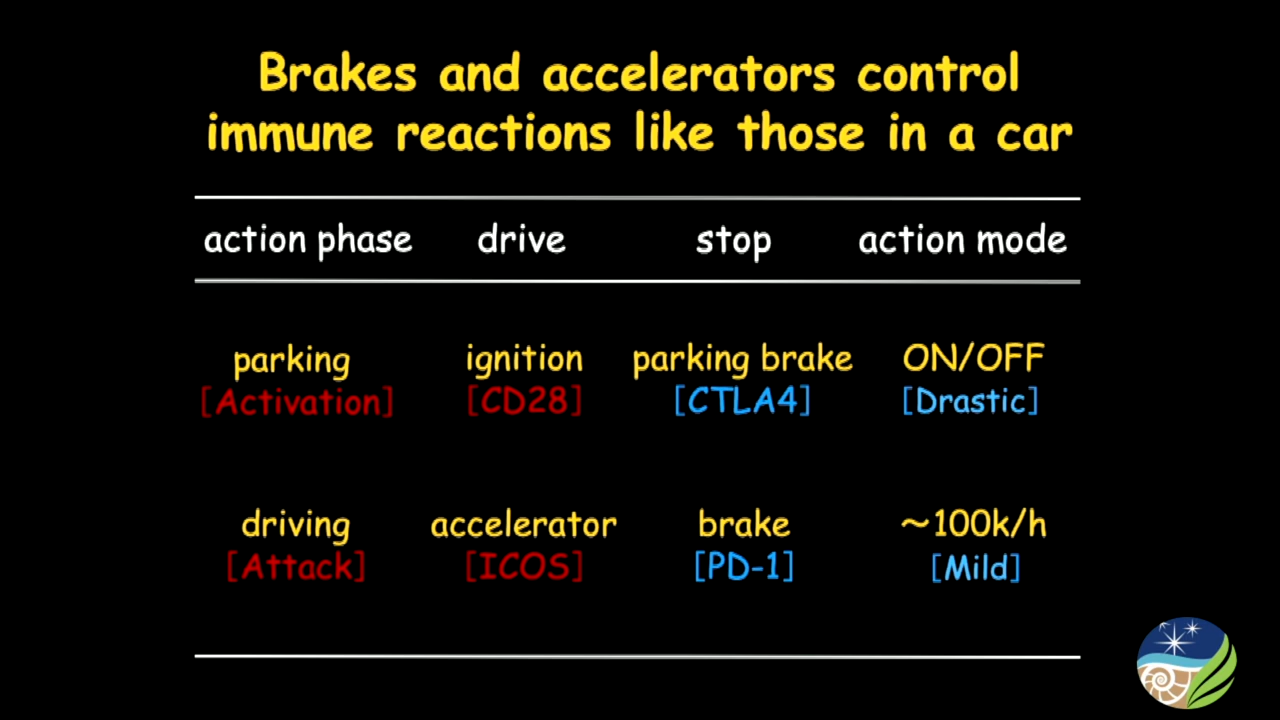 Brakes and accelerators control
immune reactions like those in a car
action phase drive stop action mode
parking ignition parking brake ON/OFF
[Activation] [CD28] [CTLA4] [Drastic]
driving accelerator brake ~100k/h
[Attack] [ICOS] [PD-1] [Mild]